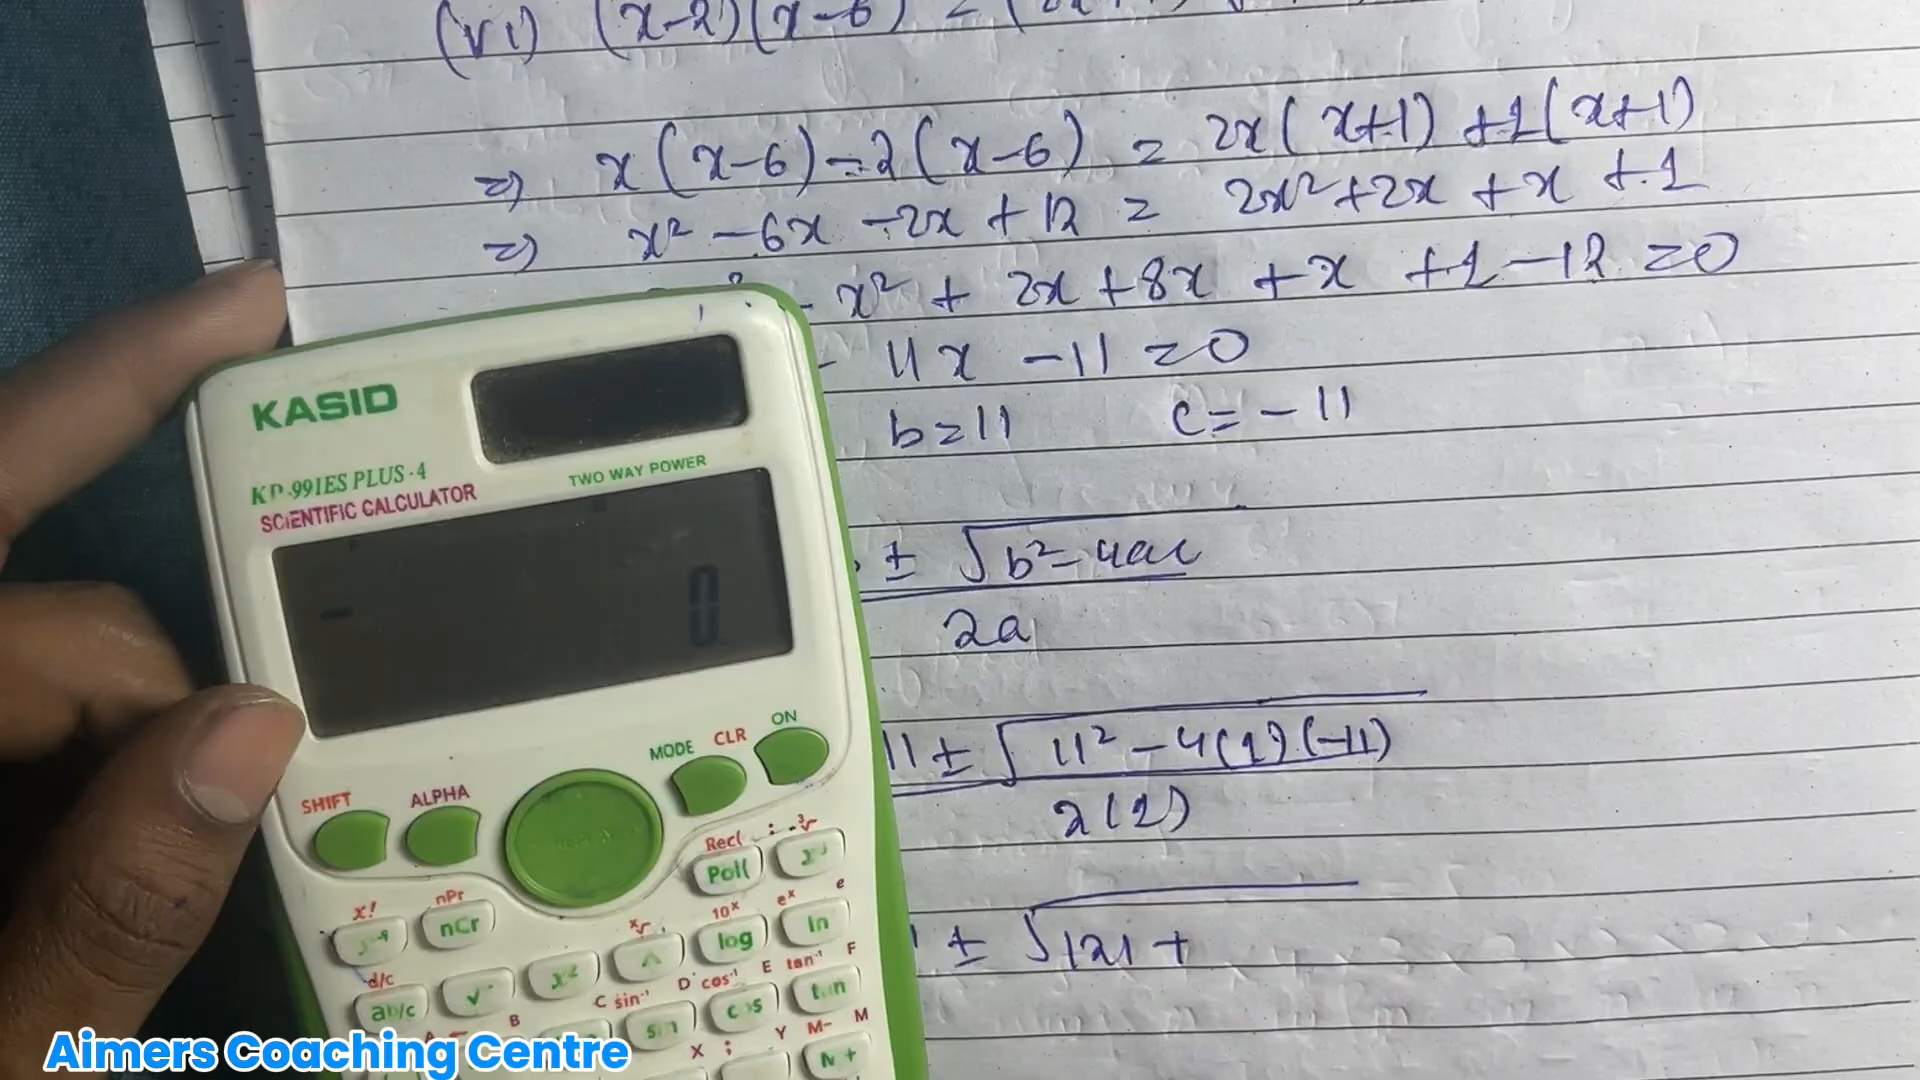 (vi) (x-2)(x-6) = (
=> x(x-6)-2(x-6) = 2x(x+1)+1(x+1)
=> x² - 6x - 2x + 12 = 2x²+2x+x+1
- x² + 2x+8x+x+1-12=0
11x -11=0
b=11 c=-11
± √b²-4ac
2a
11 ± √11²-4(1)(-11)
2(1)
± √121+
KASID
991ES PLUS-4
TWO WAY POWER
SCIENTIFIC CALCULATOR
0
ON
MODE CLR
SHIFT ALPHA
Rec( : ³√
Pol(
x! nPr
nCr
10ˣ eˣ e
log ln
d/c
ab/c √ x² ^
C sin⁻¹ D cos⁻¹ E tan⁻¹ F
sin cos tan
A B
X ; Y M- M
M+
Aimers Coaching Centre